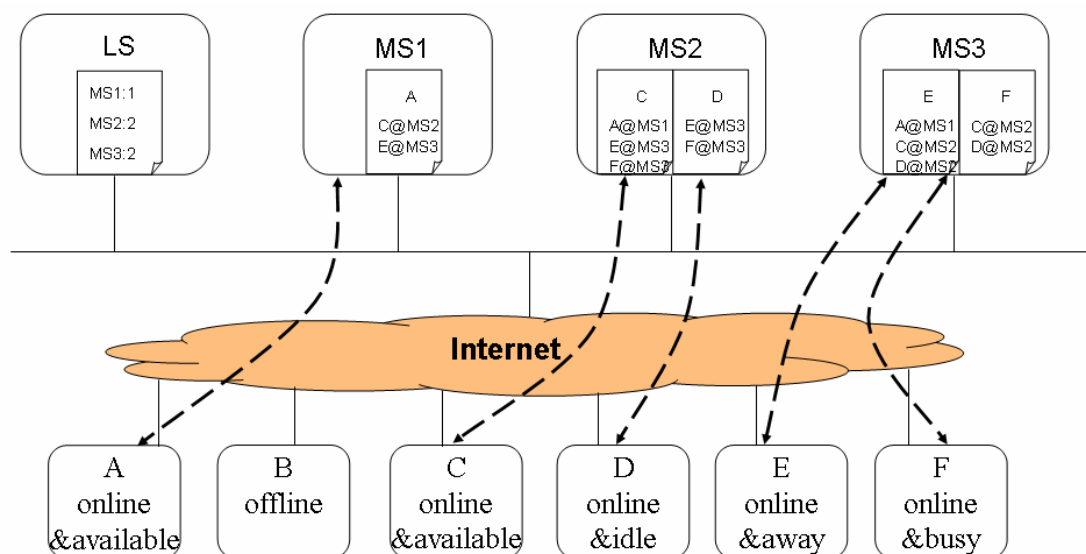 LS
MS1:1
MS2:2
MS3:2
MS1
A
C@MS2
E@MS3
MS2
C
A@MS1
E@MS3
F@MS3
D
E@MS3
F@MS3
MS3
E
A@MS1
C@MS2
D@MS2
F
C@MS2
D@MS2
Internet
A
online
&available
B
offline
C
online
&available
D
online
&idle
E
online
&away
F
online
&busy